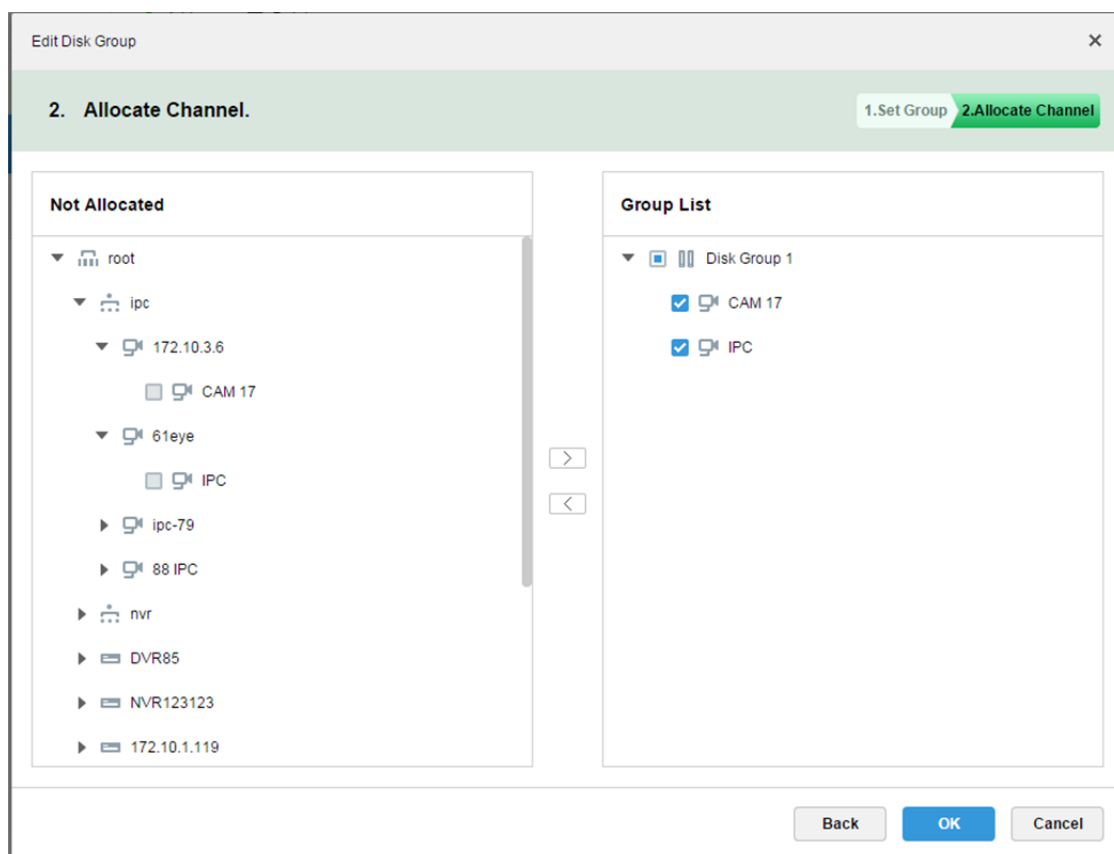 Edit Disk Group
2. Allocate Channel.
1.Set Group 2.Allocate Channel
Not Allocated
root
ipc
172.10.3.6
CAM 17
61eye
IPC
ipc-79
88 IPC
nvr
DVR85
NVR123123
172.10.1.119
Group List
Disk Group 1
CAM 17
IPC
Back OK Cancel